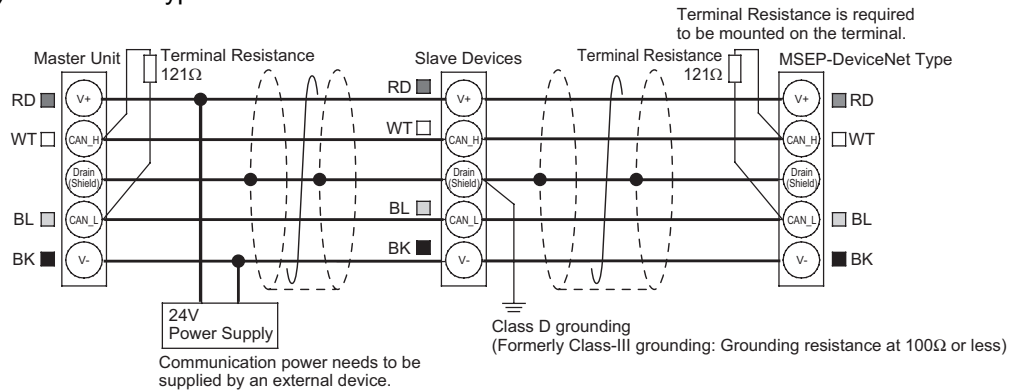 Terminal Resistance is required
to be mounted on the terminal.
Master Unit
Terminal Resistance
121Ω
Slave Devices
Terminal Resistance
121Ω
MSEP-DeviceNet Type
RD
V+
RD
V+
V+
RD
WT
CAN_H
WT
CAN_H
CAN_H
WT
Drain
(Shield)
Drain
(Shield)
Drain
(Shield)
BL
CAN_L
BL
CAN_L
CAN_L
BL
BK
V-
BK
V-
V-
BK
24V
Power Supply
Communication power needs to be
supplied by an external device.
Class D grounding
(Formerly Class-III grounding: Grounding resistance at 100Ω or less)